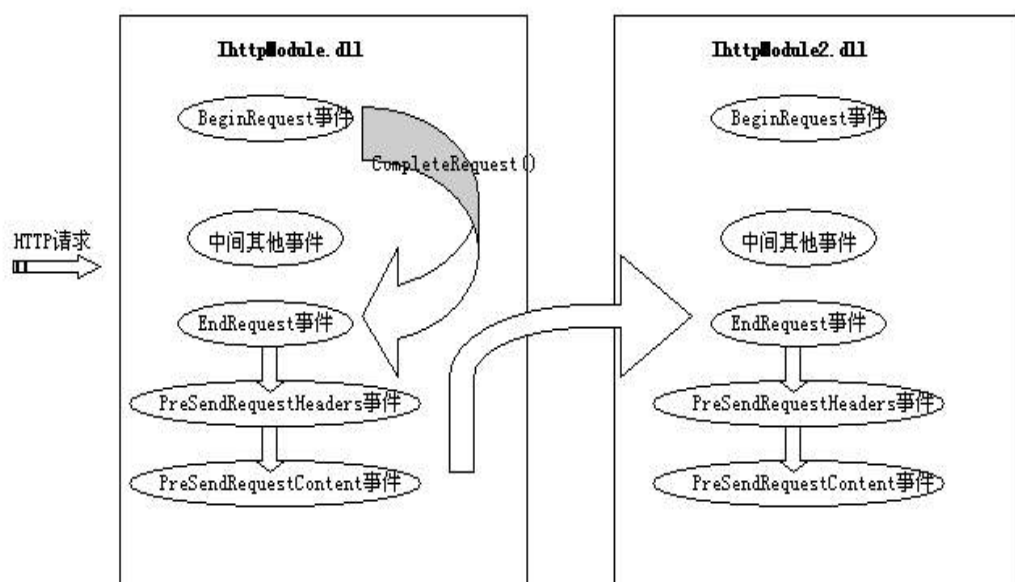 IhttpModule.dll
BeginRequest事件
CompleteRequest()
HTTP请求
中间其他事件
EndRequest事件
PreSendRequestHeaders事件
PreSendRequestContent事件
IhttpModule2.dll
BeginRequest事件
中间其他事件
EndRequest事件
PreSendRequestHeaders事件
PreSendRequestContent事件